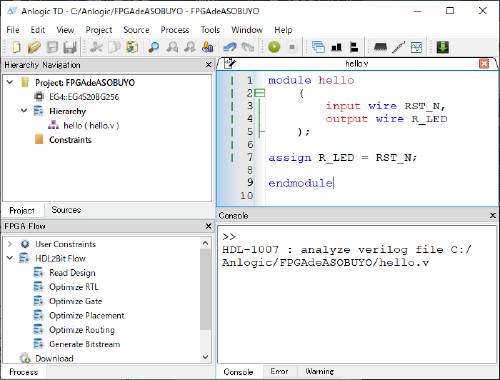 Anlogic TD - C:/Anlogic/FPGAdeASOBUYO - FPGAdeASOBUYO
File Edit View Project Source Process Tools Window Help
Hierarchy Navigation
Project: FPGAdeASOBUYO
EG4::EG4S20BG256
Hierarchy
hello ( hello.v )
Constraints
Project Sources
FPGA Flow
User Constraints
HDL2Bit Flow
Read Design
Optimize RTL
Optimize Gate
Optimize Placement
Optimize Routing
Generate Bitstream
Download
Process
hello.v
1 module hello
2 (
3 input wire RST_N,
4 output wire R_LED
5 );
6
7 assign R_LED = RST_N;
8
9 endmodule
10
Console
>>
HDL-1007 : analyze verilog file C:/
Anlogic/FPGAdeASOBUYO/hello.v
Console Error Warning